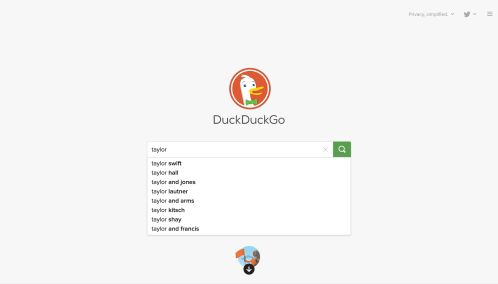 Privacy, simplified.
DuckDuckGo
taylor
taylor swift
taylor hall
taylor and jones
taylor lautner
taylor and arms
taylor kitsch
taylor shay
taylor and francis